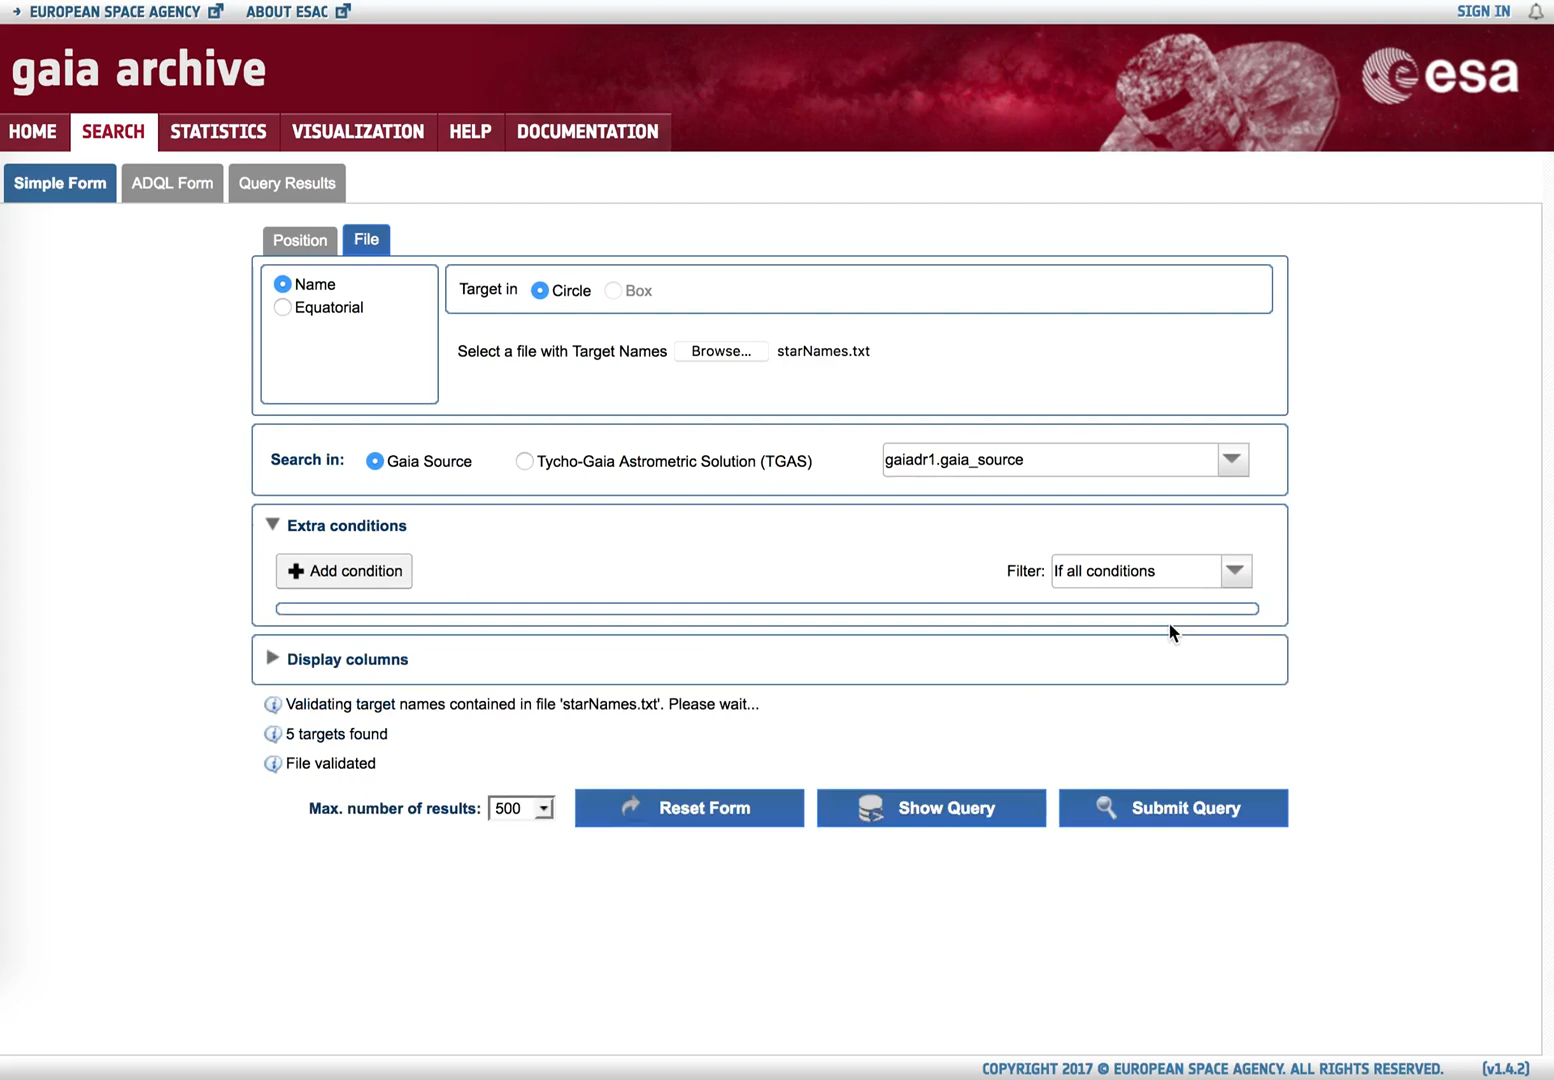 EUROPEAN SPACE AGENCY ABOUT ESAC SIGN IN
gaia archive
esa
HOME SEARCH STATISTICS VISUALIZATION HELP DOCUMENTATION
Simple Form ADQL Form Query Results
Position File
Name
Equatorial
Target in Circle Box
Select a file with Target Names Browse... starNames.txt
Search in: Gaia Source Tycho-Gaia Astrometric Solution (TGAS) gaiadr1.gaia_source
Extra conditions
Add condition Filter: If all conditions
Display columns
Validating target names contained in file 'starNames.txt'. Please wait...
5 targets found
File validated
Max. number of results: 500 Reset Form Show Query Submit Query
COPYRIGHT 2017 © EUROPEAN SPACE AGENCY. ALL RIGHTS RESERVED. (v1.4.2)